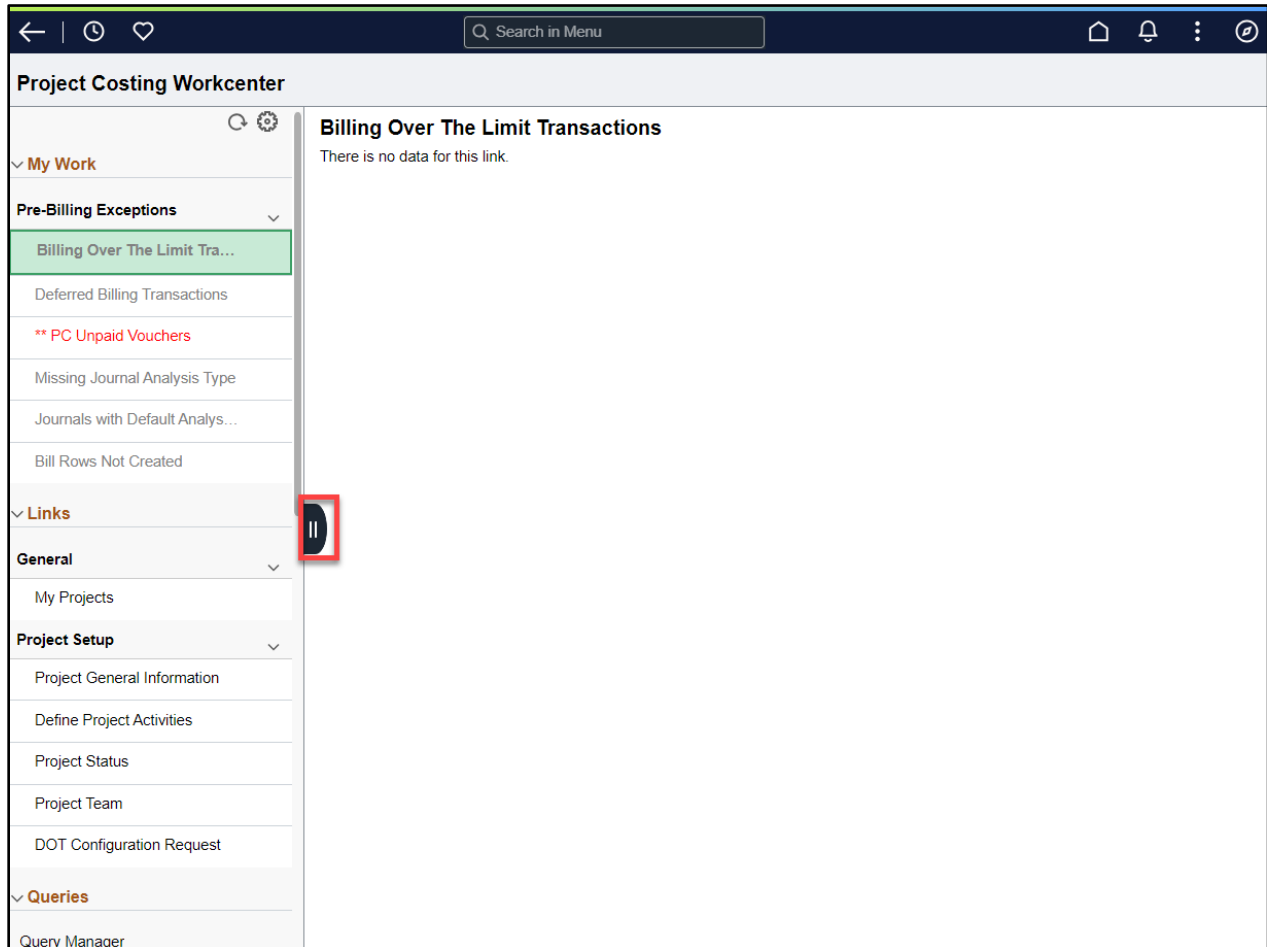 Search in Menu
Project Costing Workcenter
My Work
Pre-Billing Exceptions
Billing Over The Limit Tra...
Deferred Billing Transactions
** PC Unpaid Vouchers
Missing Journal Analysis Type
Journals with Default Analys...
Bill Rows Not Created
Links
General
My Projects
Project Setup
Project General Information
Define Project Activities
Project Status
Project Team
DOT Configuration Request
Queries
Query Manager
Billing Over The Limit Transactions
There is no data for this link.